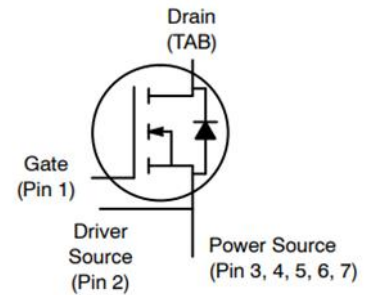 Drain
(TAB)
Gate
(Pin 1)
Driver
Source
(Pin 2)
Power Source
(Pin 3, 4, 5, 6, 7)